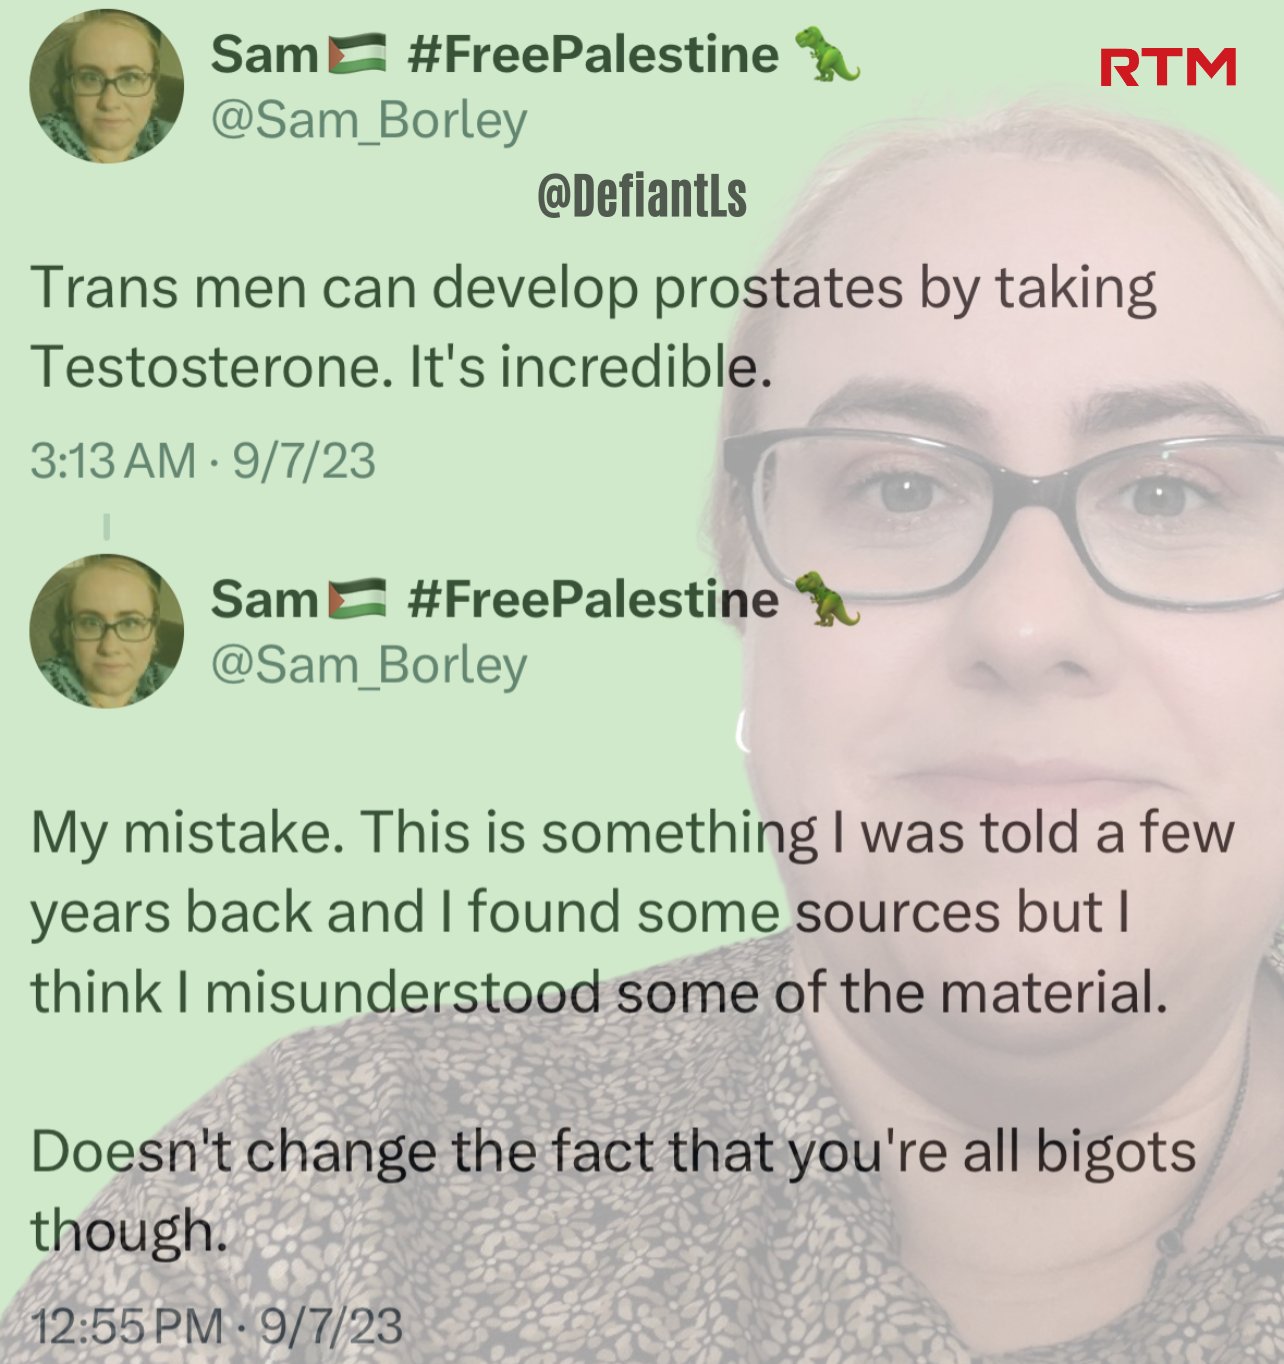 Sam🇵🇸 #FreePalestine 🦖
RTM
@Sam_Borley
@DefiantLs
Trans men can develop prostates by taking
Testosterone. It's incredible.
3:13 AM · 9/7/23
Sam🇵🇸 #FreePalestine 🦖
@Sam_Borley
My mistake. This is something I was told a few
years back and I found some sources but I
think I misunderstood some of the material.
Doesn't change the fact that you're all bigots
though.
12:55 PM · 9/7/23